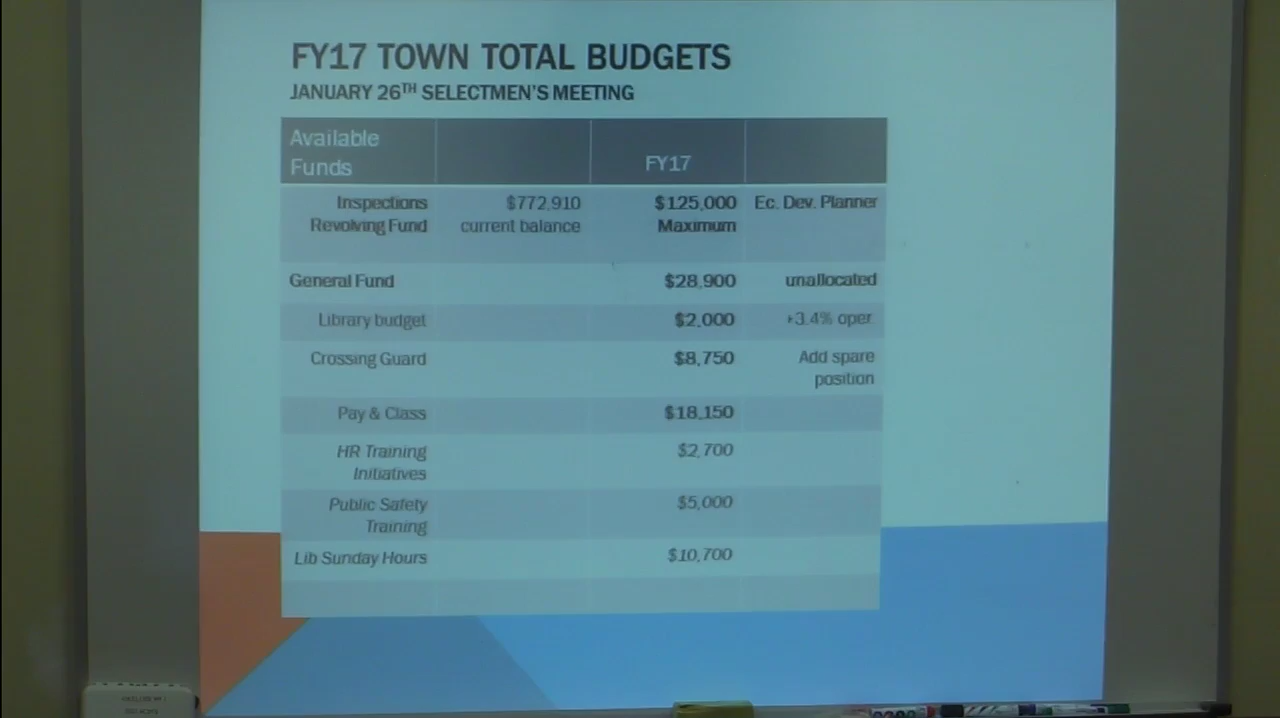 FY17 TOWN TOTAL BUDGETS
JANUARY 26TH SELECTMEN'S MEETING
Available
Funds
FY17
Inspections $772,910 $125,000 Ec. Dev. Planner
Revolving Fund current balance Maximum
General Fund $28,900 unallocated
Library budget $2,000 +3.4% oper.
Crossing Guard $8,750 Add spare
position
Pay & Class $18,150
HR Training $2,700
Initiatives
Public Safety $5,000
Training
Lib Sunday Hours $10,700